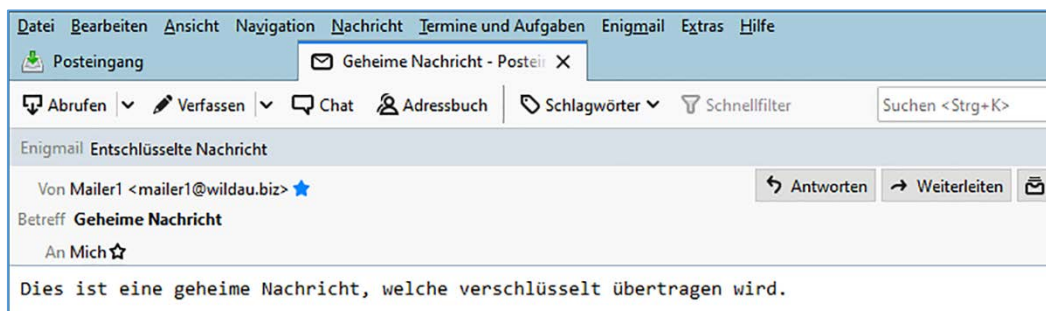 Datei Bearbeiten Ansicht Navigation Nachricht Termine und Aufgaben Enigmail Extras Hilfe
Posteingang Geheime Nachricht - Postein
Abrufen Verfassen Chat Adressbuch Schlagwörter Schnellfilter Suchen <Strg+K>
Enigmail Entschlüsselte Nachricht
Von Mailer1 <mailer1@wildau.biz> Antworten Weiterleiten
Betreff Geheime Nachricht
An Mich
Dies ist eine geheime Nachricht, welche verschlüsselt übertragen wird.